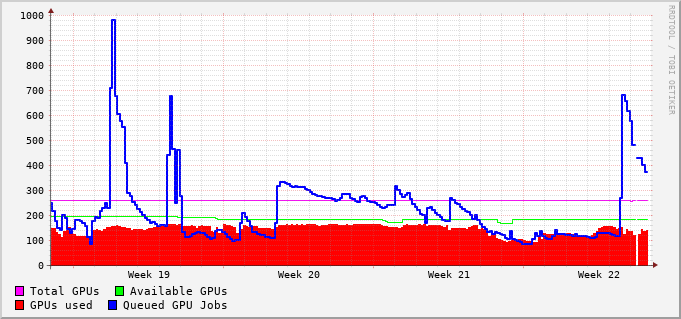 1000
900
800
700
600
500
400
300
200
100
0
Week 19 Week 20 Week 21 Week 22
Total GPUs Available GPUs
GPUs used Queued GPU Jobs
RRDTOOL / TOBI OETIKER